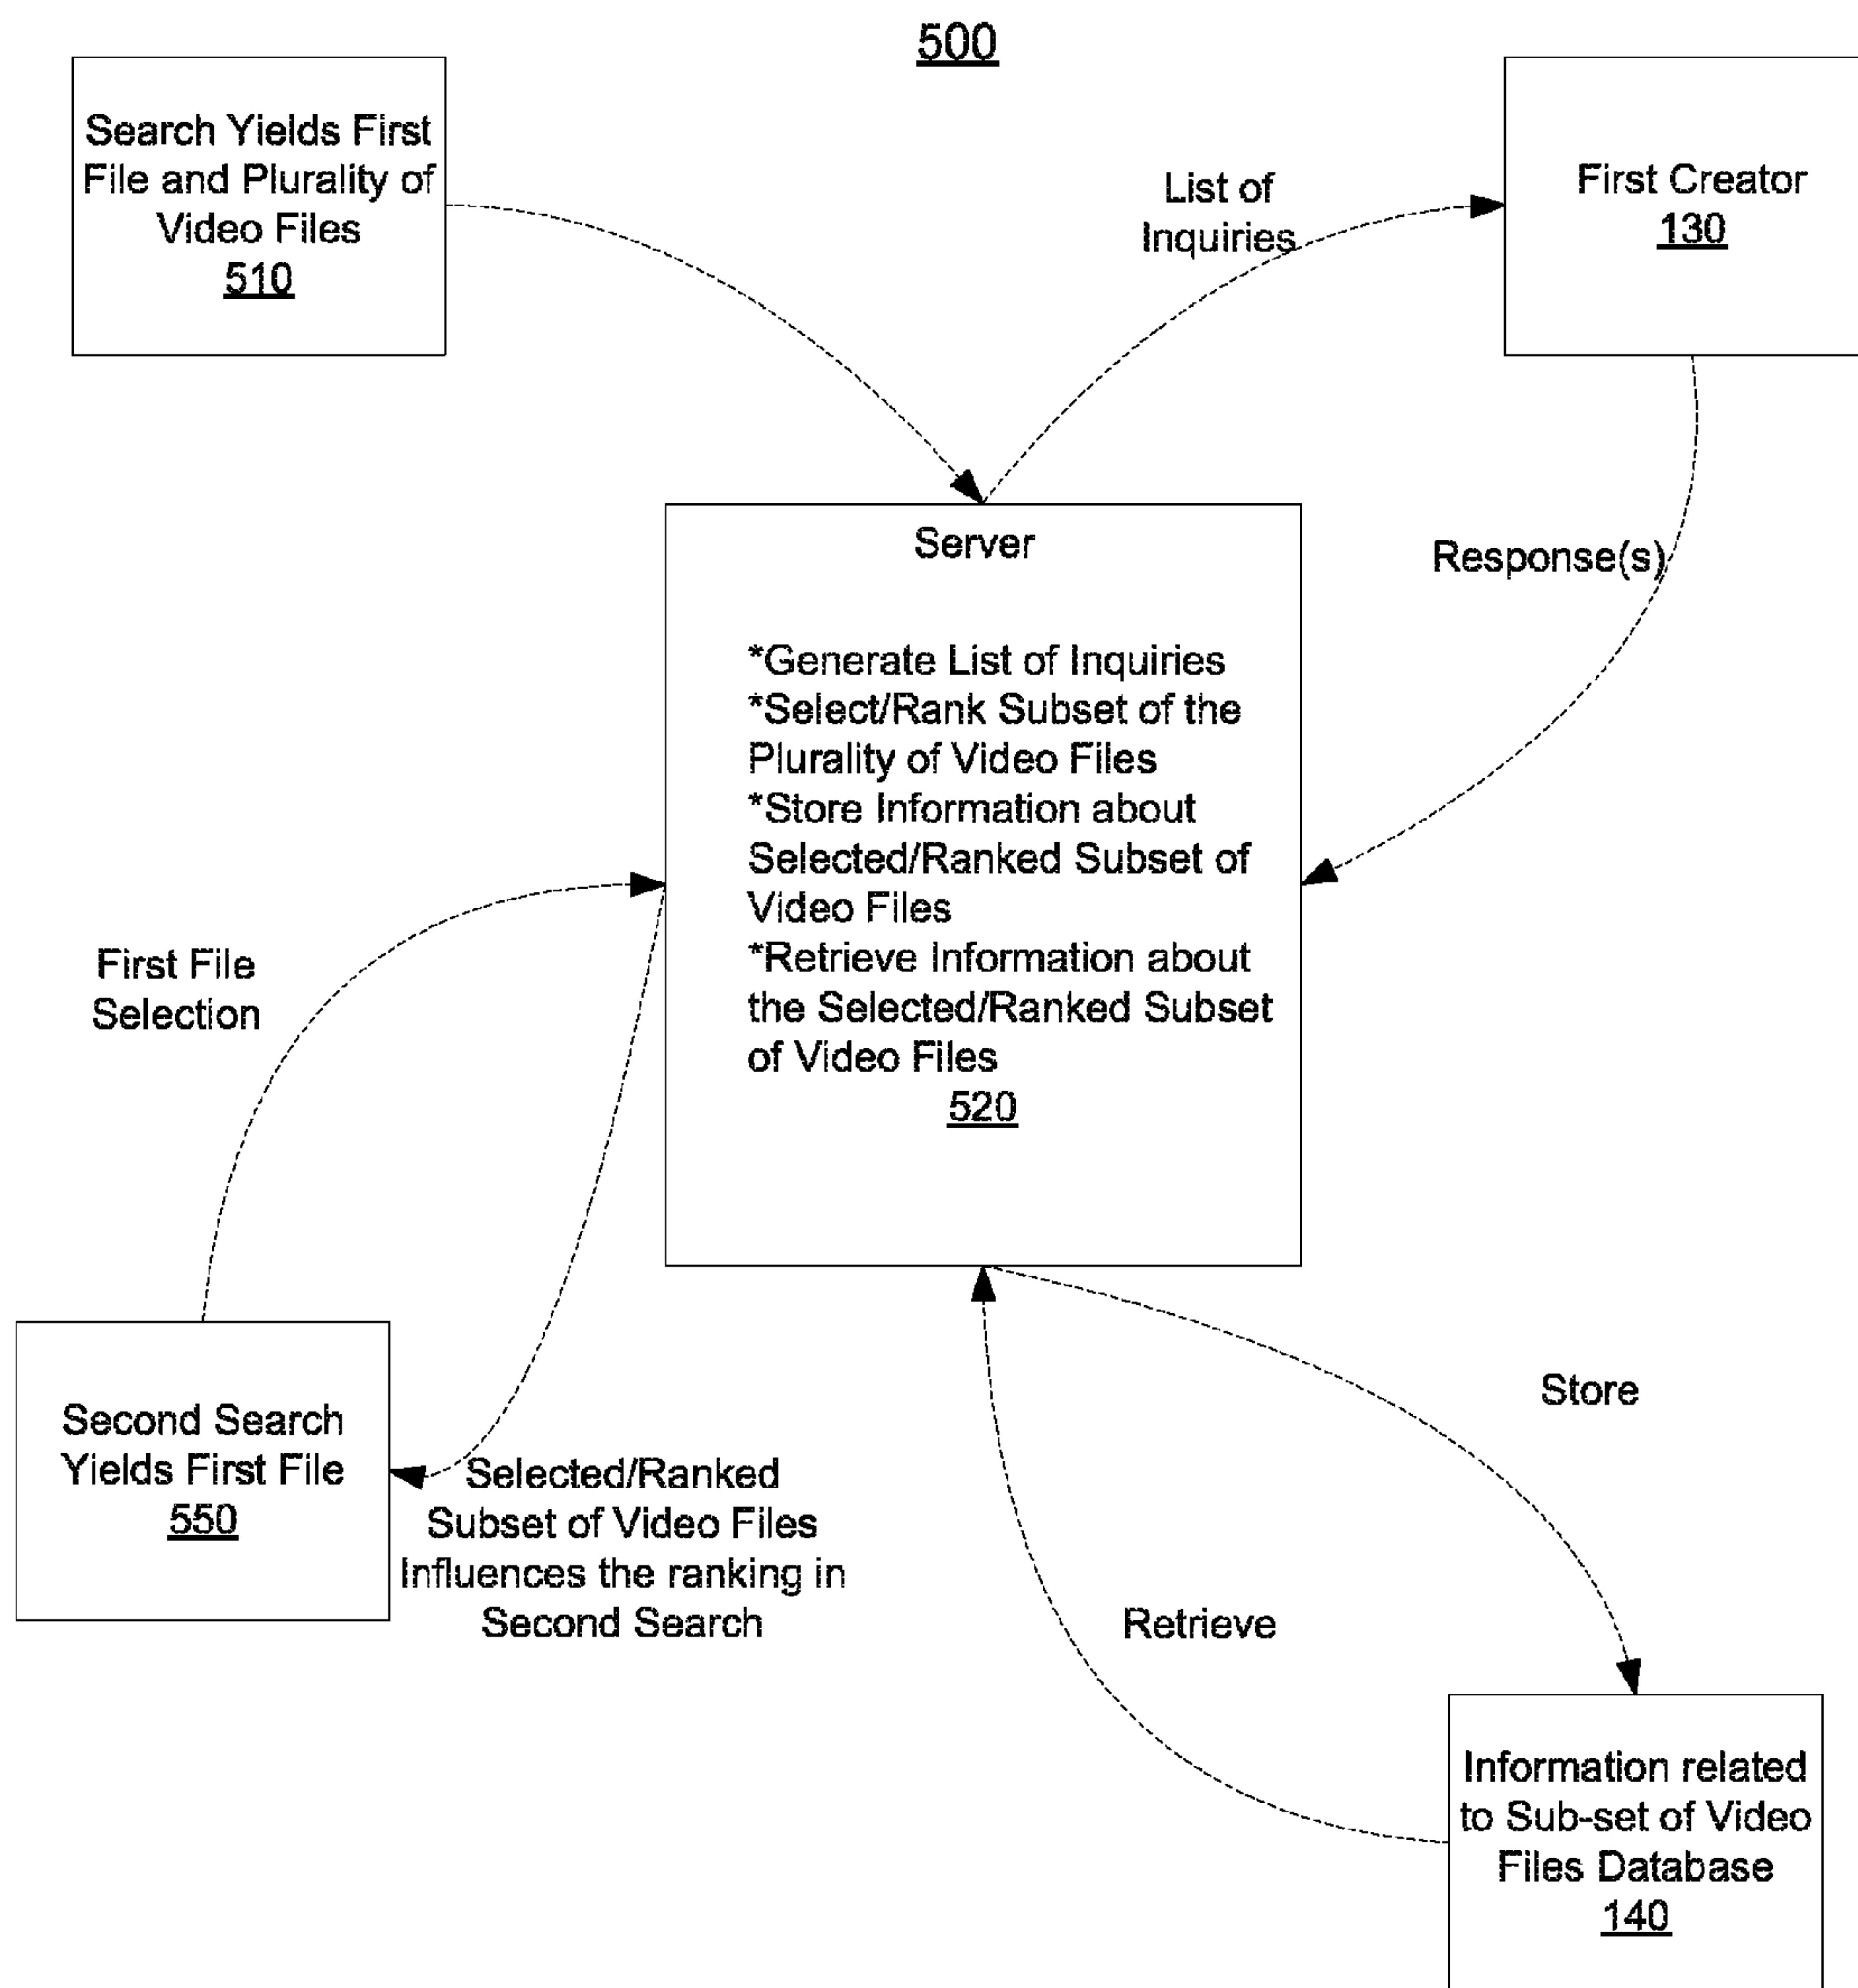 500
Search Yields First
File and Plurality of
Video Files
510
List of
Inquiries
First Creator
130
Response(s)
Server
*Generate List of Inquiries
*Select/Rank Subset of the
Plurality of Video Files
*Store Information about
Selected/Ranked Subset of
Video Files
*Retrieve Information about
the Selected/Ranked Subset
of Video Files
520
First File
Selection
Second Search
Yields First File
550
Selected/Ranked
Subset of Video Files
Influences the ranking in
Second Search
Store
Retrieve
Information related
to Sub-set of Video
Files Database
140